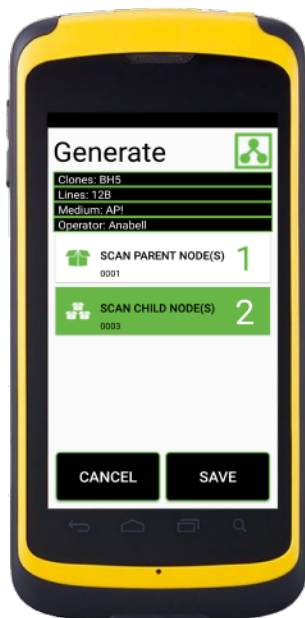 Generate
Clones: BH5
Lines: 12B
Medium: AP!
Operator: Anabell
SCAN PARENT NODE(S) 1
0001
SCAN CHILD NODE(S) 2
0003
CANCEL SAVE